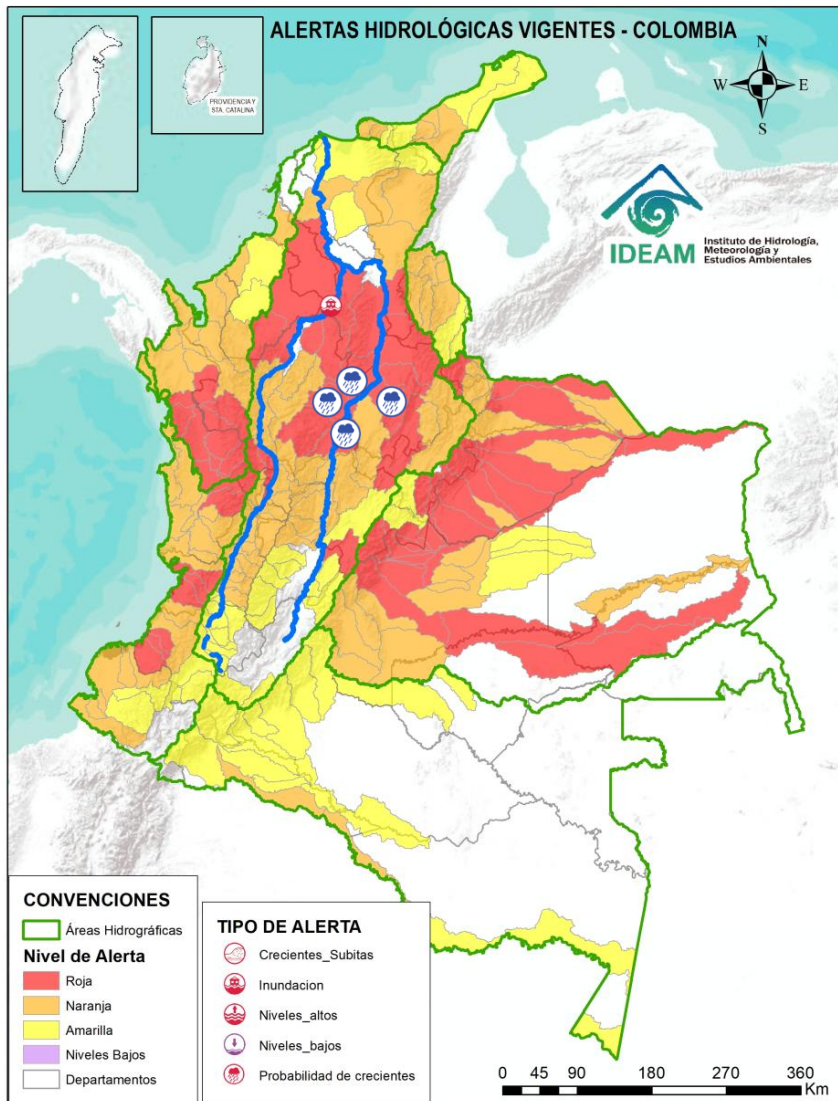 ALERTAS HIDROLÓGICAS VIGENTES - COLOMBIA
PROVIDENCIA Y
STA. CATALINA
N
W
E
S
IDEAM
Instituto de Hidrología,
Meteorología y
Estudios Ambientales
CONVENCIONES
Áreas Hidrográficas
Nivel de Alerta
Roja
Naranja
Amarilla
Niveles Bajos
Departamentos
TIPO DE ALERTA
Crecientes_Subitas
Inundacion
Niveles_altos
Niveles_bajos
Probabilidad de crecientes
0 45 90 180 270 360
Km